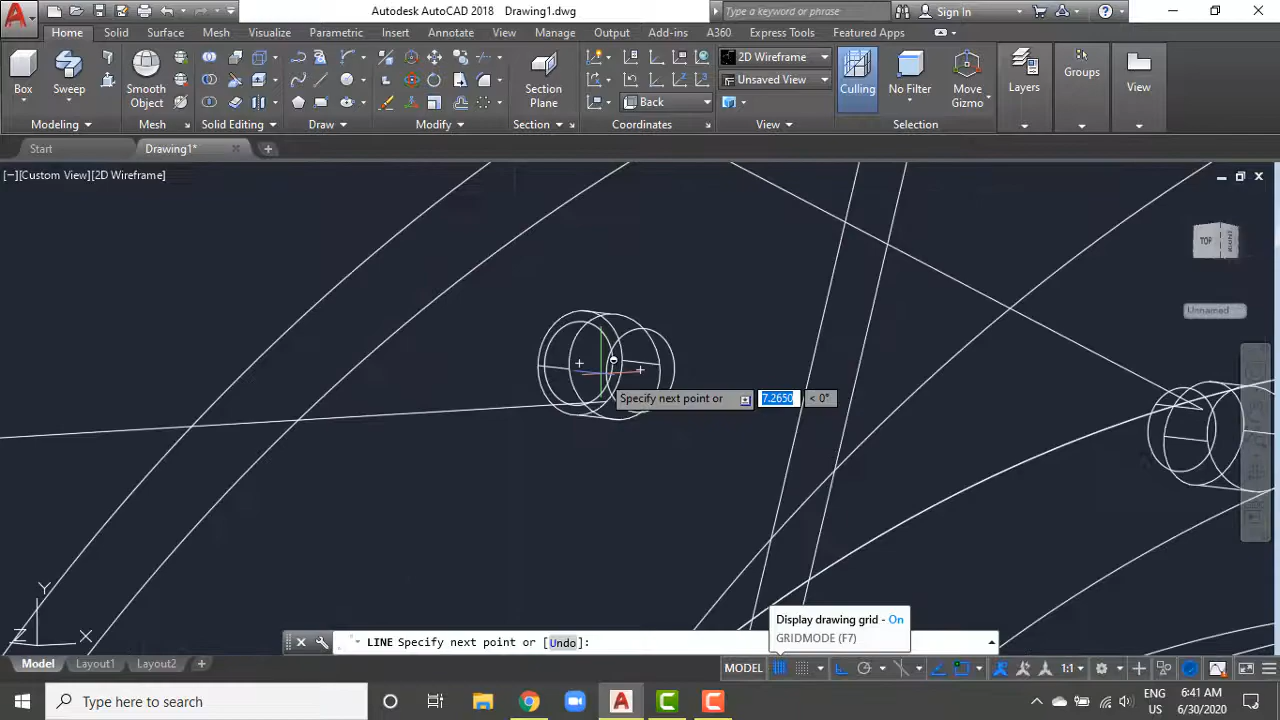 Autodesk AutoCAD 2018 Drawing1.dwg
Type a keyword or phrase
Sign In
Home Solid Surface Mesh Visualize Parametric Insert Annotate View Manage Output Add-ins A360 Express Tools Featured Apps
Box
Sweep
Smooth
Object
Section
Plane
2D Wireframe
Unsaved View
Back
Culling
No Filter
Move
Gizmo
Layers
Groups
View
Modeling
Mesh
Solid Editing
Draw
Modify
Section
Coordinates
View
Selection
Start
Drawing1*
[−][Custom View][2D Wireframe]
TOP
Unnamed
Specify next point or
7.2650
< 0°
Y
Z
X
Display drawing grid - On
GRIDMODE (F7)
LINE Specify next point or [Undo]:
Model
Layout1
Layout2
MODEL
1:1
Type here to search
ENG
US
6:41 AM
6/30/2020